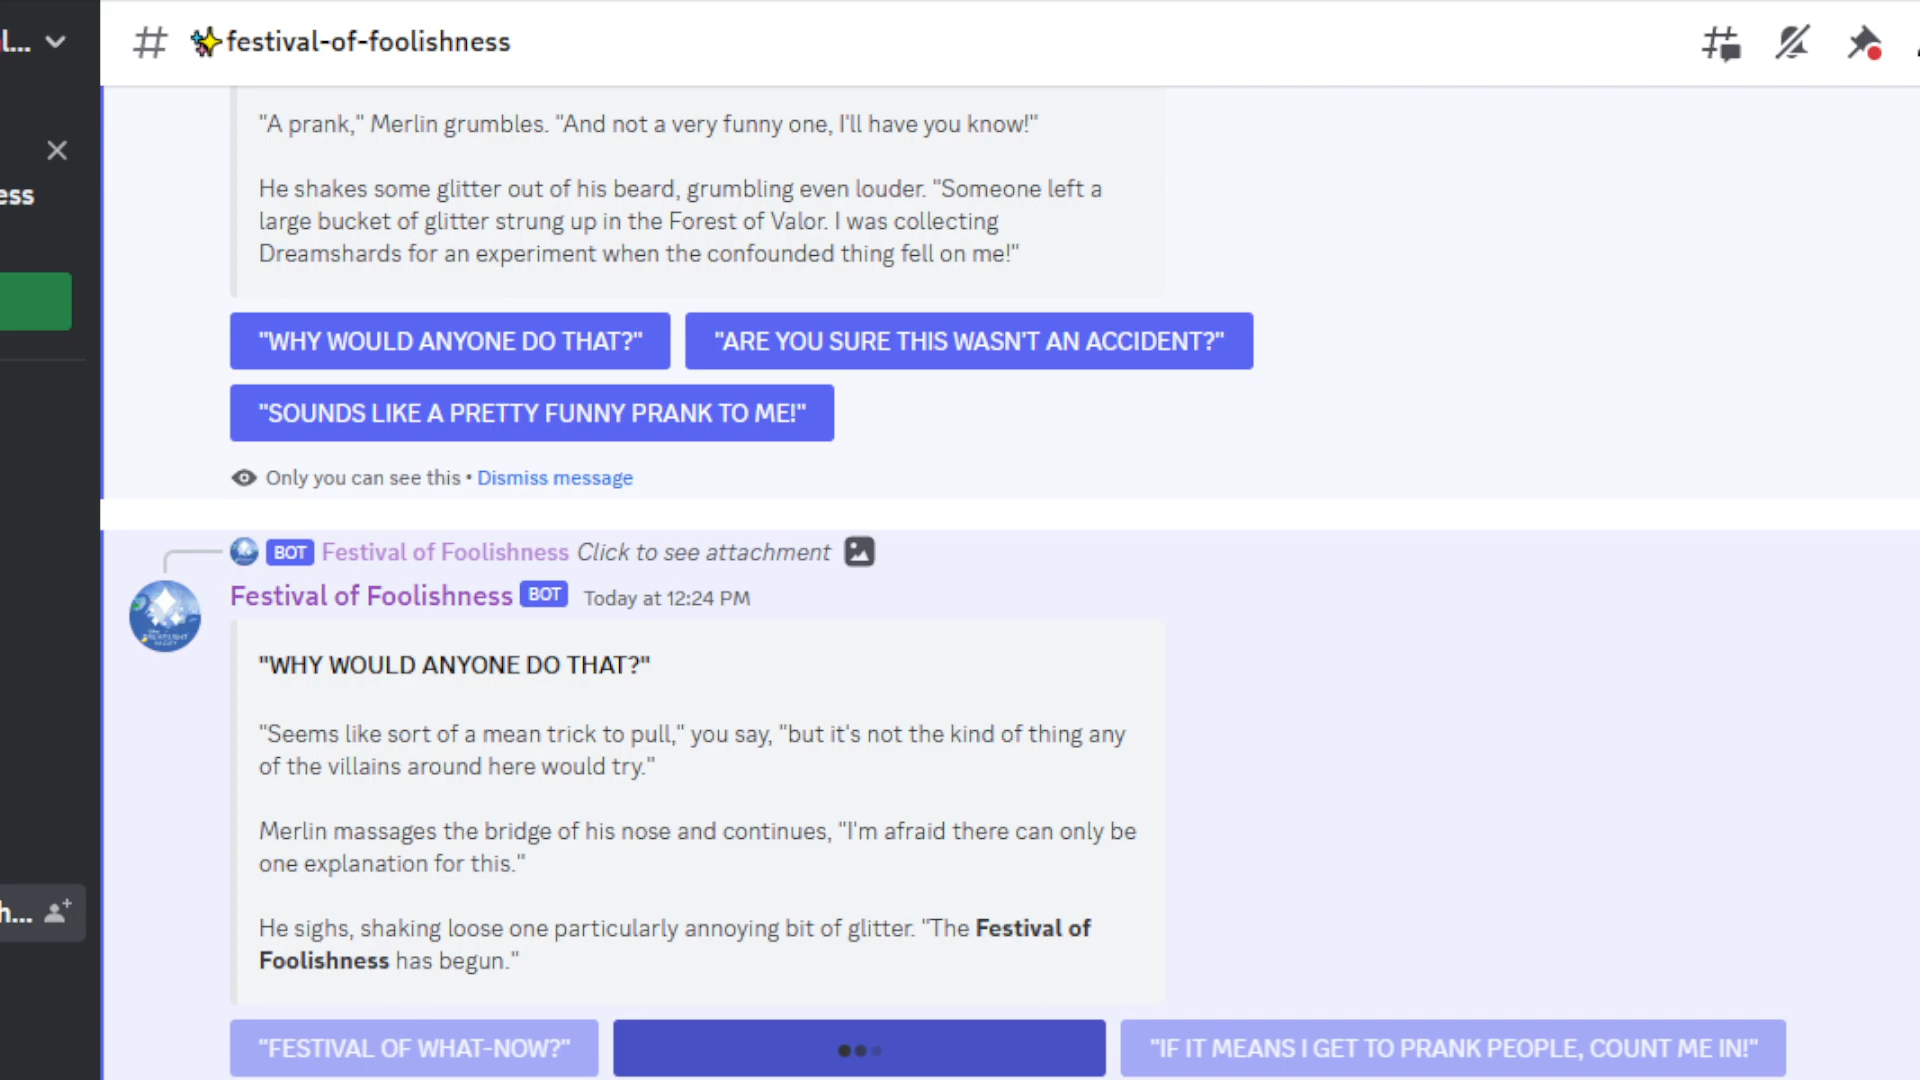 l...
festival-of-foolishness
ess
"A prank," Merlin grumbles. "And not a very funny one, I'll have you know!"
He shakes some glitter out of his beard, grumbling even louder. "Someone left a
large bucket of glitter strung up in the Forest of Valor. I was collecting
Dreamshards for an experiment when the confounded thing fell on me!"
"WHY WOULD ANYONE DO THAT?" "ARE YOU SURE THIS WASN'T AN ACCIDENT?"
"SOUNDS LIKE A PRETTY FUNNY PRANK TO ME!"
Only you can see this • Dismiss message
BOT Festival of Foolishness Click to see attachment
Festival of Foolishness BOT Today at 12:24 PM
"WHY WOULD ANYONE DO THAT?"
"Seems like sort of a mean trick to pull," you say, "but it's not the kind of thing any
of the villains around here would try."
Merlin massages the bridge of his nose and continues, "I'm afraid there can only be
one explanation for this."
h...
He sighs, shaking loose one particularly annoying bit of glitter. "The Festival of
Foolishness has begun."
"FESTIVAL OF WHAT-NOW?" "IF IT MEANS I GET TO PRANK PEOPLE, COUNT ME IN!"